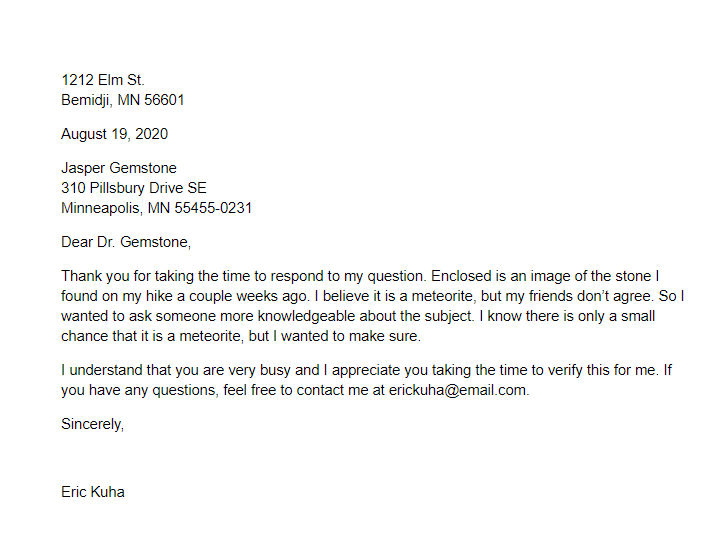 1212 Elm St.
Bemidji, MN 56601
August 19, 2020
Jasper Gemstone
310 Pillsbury Drive SE
Minneapolis, MN 55455-0231
Dear Dr. Gemstone,
Thank you for taking the time to respond to my question. Enclosed is an image of the stone I
found on my hike a couple weeks ago. I believe it is a meteorite, but my friends don’t agree. So I
wanted to ask someone more knowledgeable about the subject. I know there is only a small
chance that it is a meteorite, but I wanted to make sure.
I understand that you are very busy and I appreciate you taking the time to verify this for me. If
you have any questions, feel free to contact me at erickuha@email.com.
Sincerely,
Eric Kuha